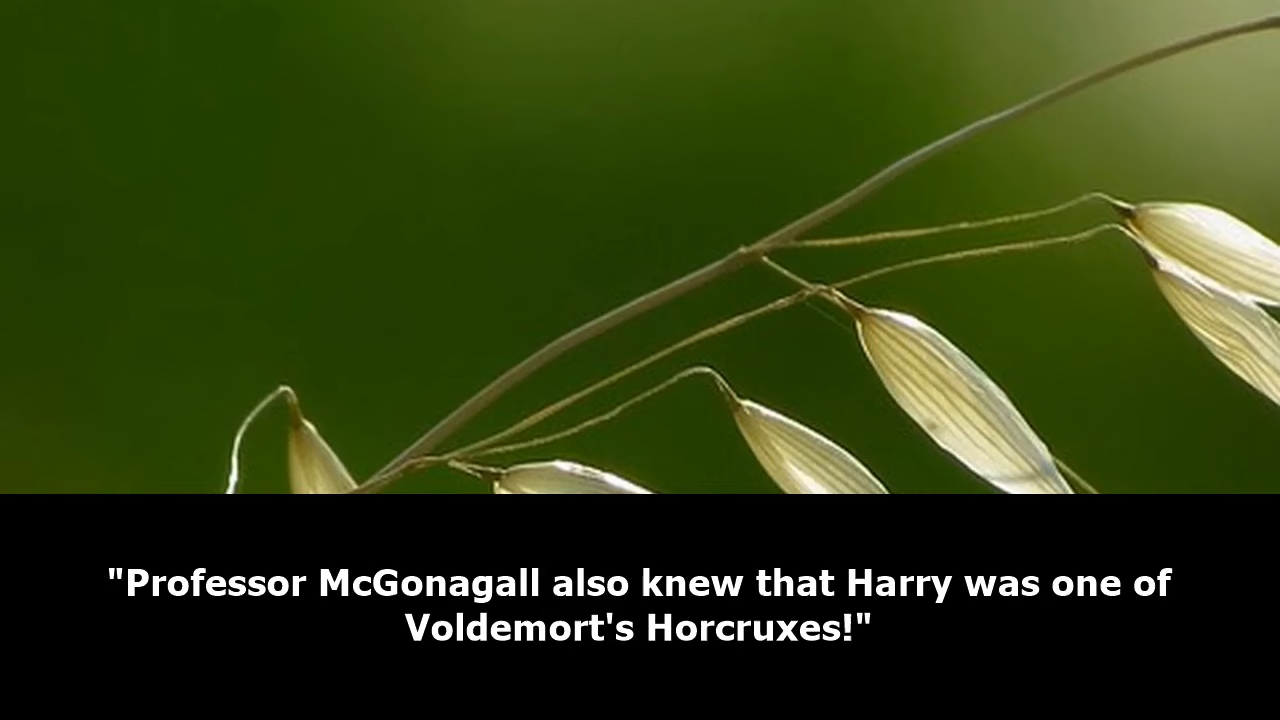 "Professor McGonagall also knew that Harry was one of
Voldemort's Horcruxes!"